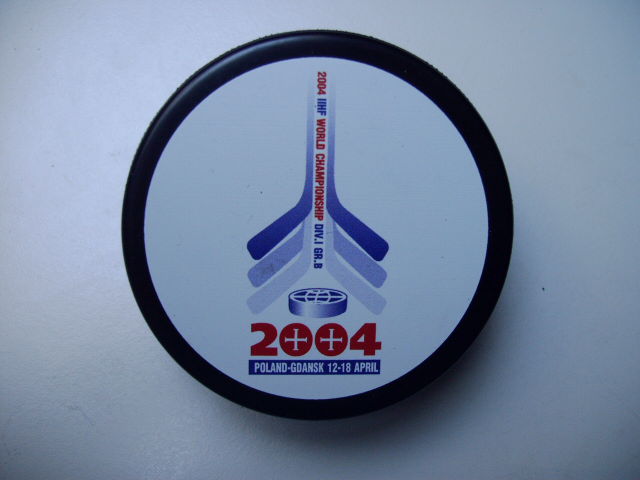 2004 IIHF WORLD CHAMPIONSHIP DIV.I GR.B
2004
POLAND-GDANSK 12-18 APRIL